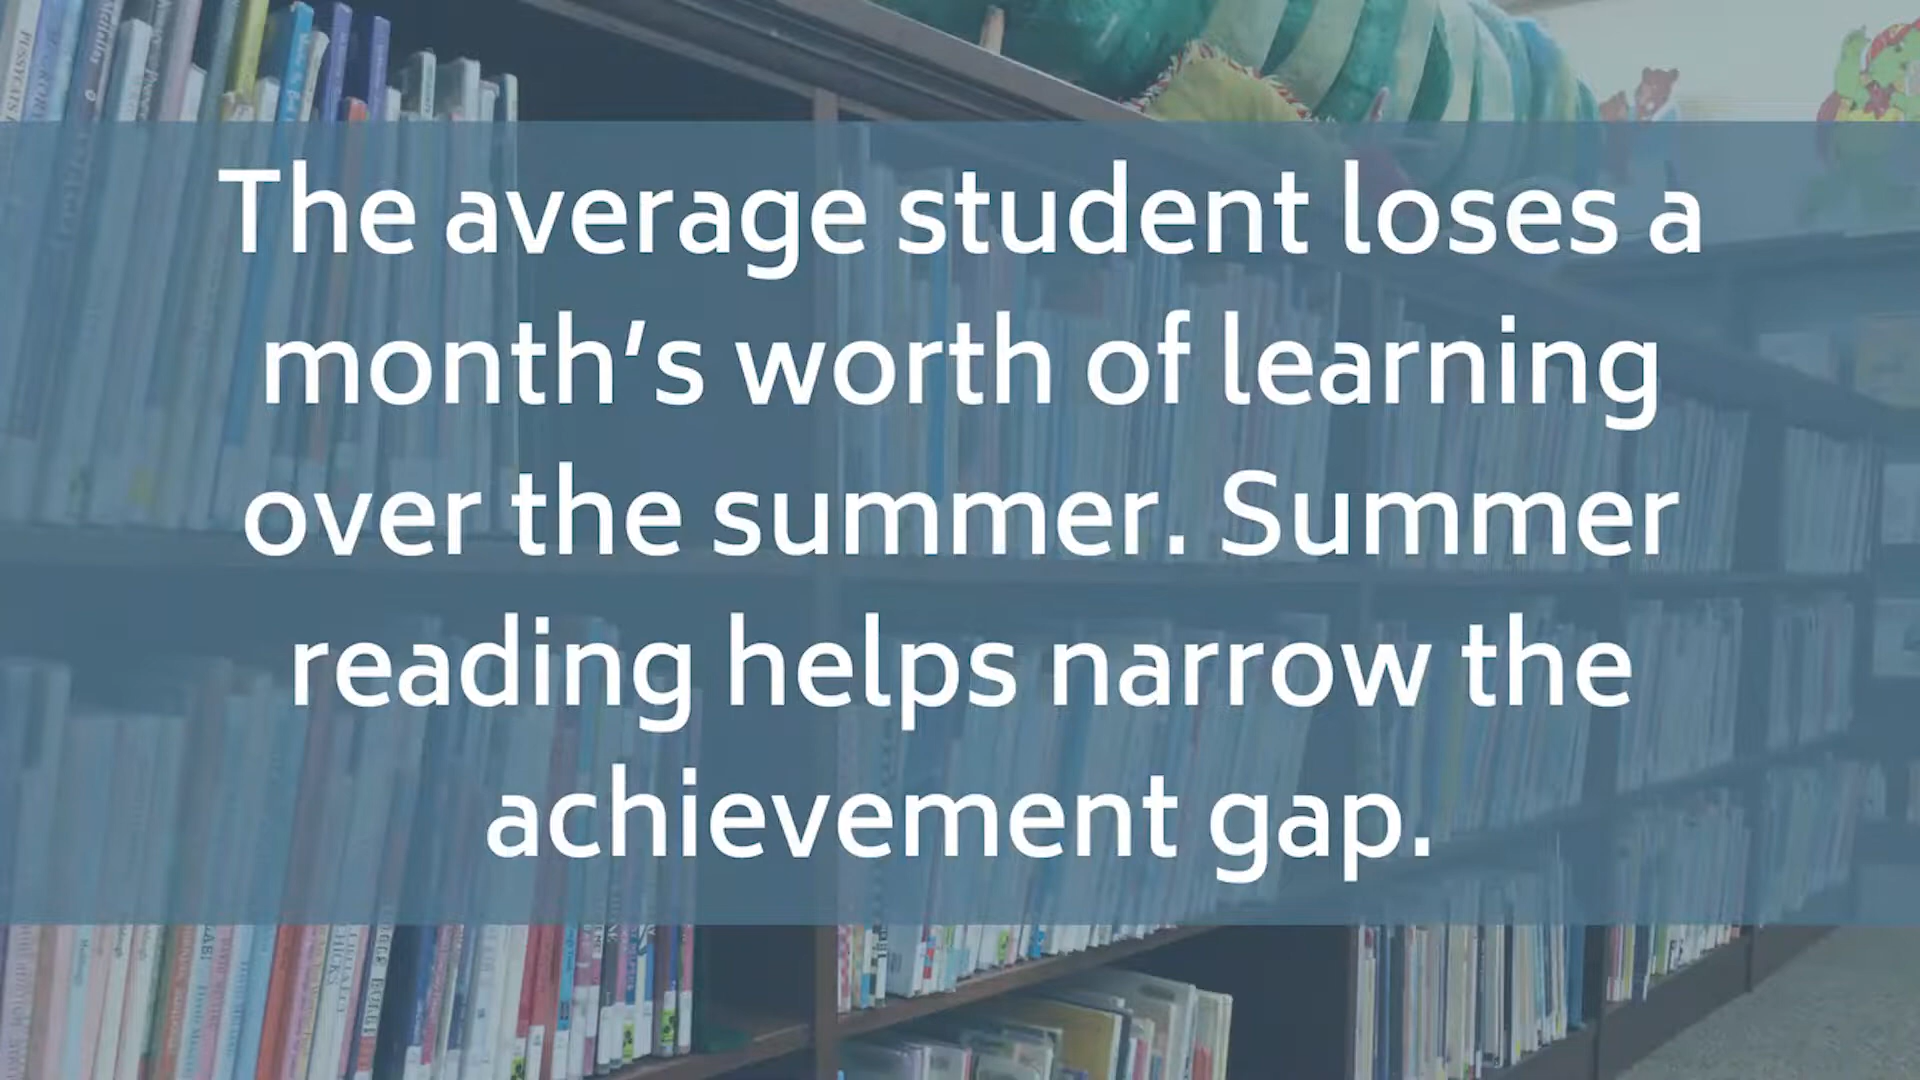 The average student loses a
month’s worth of learning
over the summer. Summer
reading helps narrow the
achievement gap.